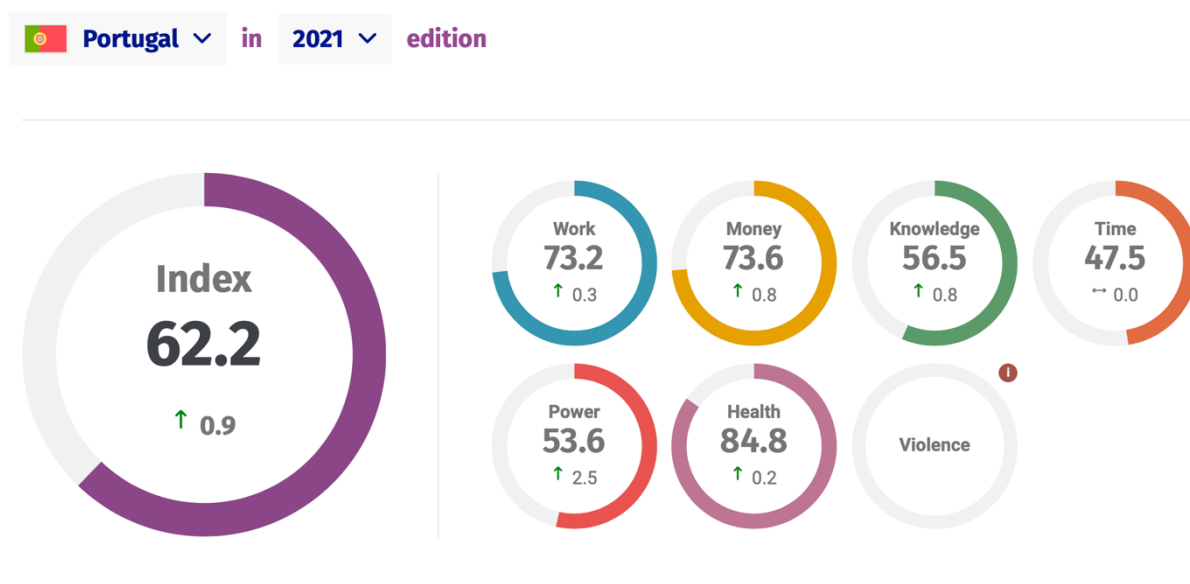 Portugal in 2021 edition
Index
62.2
↑ 0.9
Work
73.2
↑ 0.3
Money
73.6
↑ 0.8
Knowledge
56.5
↑ 0.8
Time
47.5
↔ 0.0
Power
53.6
↑ 2.5
Health
84.8
↑ 0.2
i
Violence